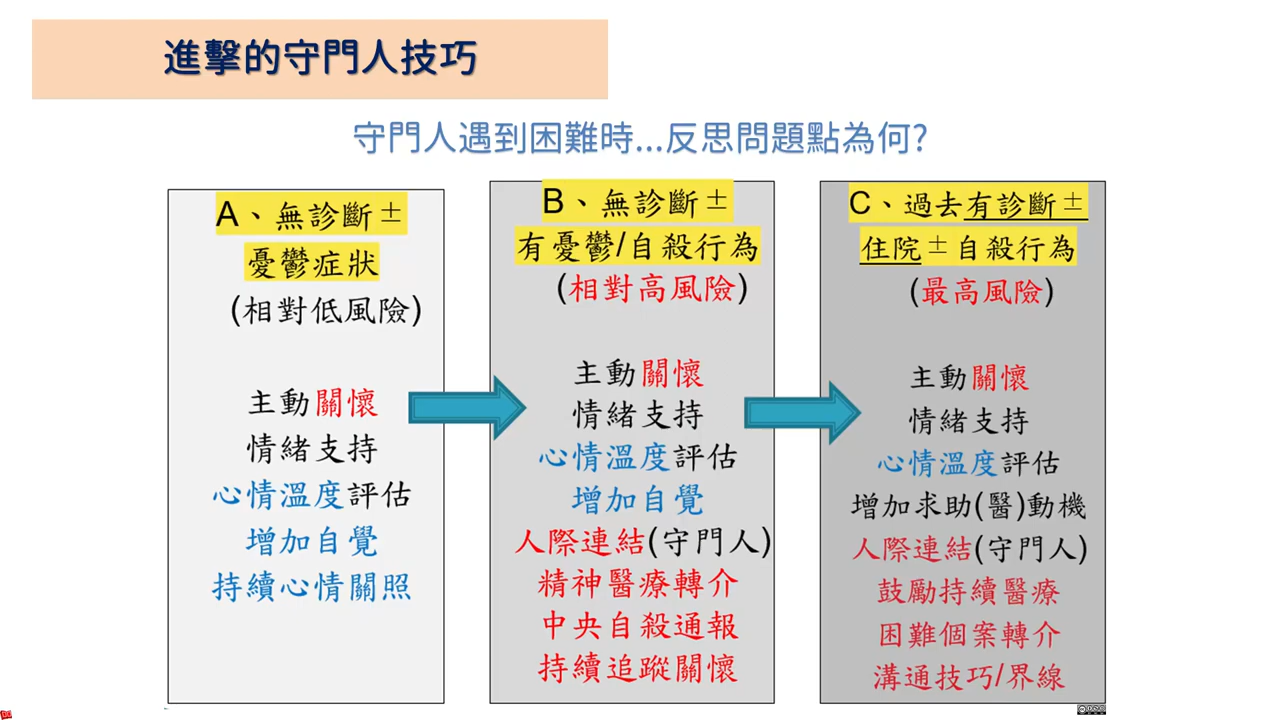 進擊的守門人技巧
守門人遇到困難時...反思問題點為何?
A、無診斷±
憂鬱症狀
(相對低風險)
主動關懷
情緒支持
心情溫度評估
增加自覺
持續心情關照
B、無診斷±
有憂鬱/自殺行為
(相對高風險)
主動關懷
情緒支持
心情溫度評估
增加自覺
人際連結(守門人)
精神醫療轉介
中央自殺通報
持續追蹤關懷
C、過去有診斷±
住院±自殺行為
(最高風險)
主動關懷
情緒支持
心情溫度評估
增加求助(醫)動機
人際連結(守門人)
鼓勵持續醫療
困難個案轉介
溝通技巧/界線